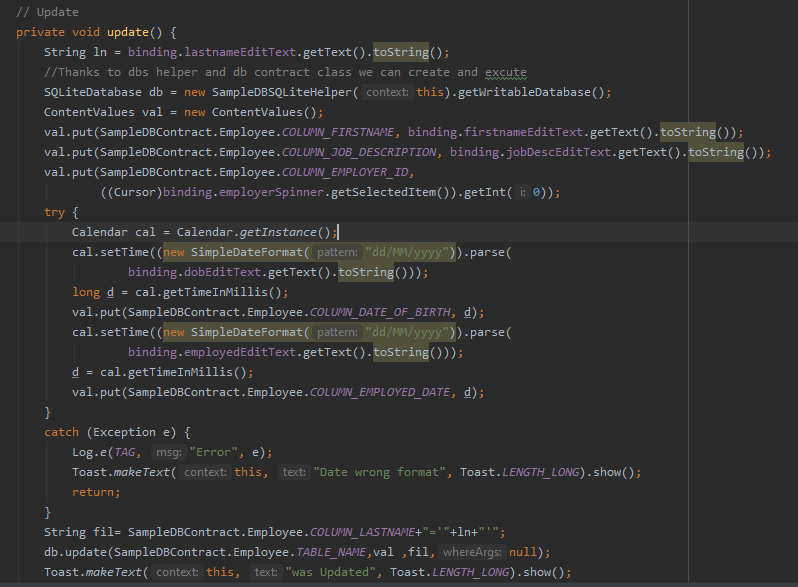 // Update
private void update() {
String ln = binding.lastnameEditText.getText().toString();
//Thanks to dbs helper and db contract class we can create and excute
SQLiteDatabase db = new SampleDBSQLiteHelper( context: this).getWritableDatabase();
ContentValues val = new ContentValues();
val.put(SampleDBContract.Employee.COLUMN_FIRSTNAME, binding.firstnameEditText.getText().toString());
val.put(SampleDBContract.Employee.COLUMN_JOB_DESCRIPTION, binding.jobDescEditText.getText().toString());
val.put(SampleDBContract.Employee.COLUMN_EMPLOYER_ID,
((Cursor)binding.employerSpinner.getSelectedItem()).getInt( i: 0));
try {
Calendar cal = Calendar.getInstance();
cal.setTime((new SimpleDateFormat( pattern: "dd/MM/yyyy")).parse(
binding.dobEditText.getText().toString()));
long d = cal.getTimeInMillis();
val.put(SampleDBContract.Employee.COLUMN_DATE_OF_BIRTH, d);
cal.setTime((new SimpleDateFormat( pattern: "dd/MM/yyyy")).parse(
binding.employedEditText.getText().toString()));
d = cal.getTimeInMillis();
val.put(SampleDBContract.Employee.COLUMN_EMPLOYED_DATE, d);
}
catch (Exception e) {
Log.e(TAG, msg: "Error", e);
Toast.makeText( context: this, text: "Date wrong format", Toast.LENGTH_LONG).show();
return;
}
String fil= SampleDBContract.Employee.COLUMN_LASTNAME+"='"+ln+"'";
db.update(SampleDBContract.Employee.TABLE_NAME,val ,fil, whereArgs: null);
Toast.makeText( context: this, text: "was Updated", Toast.LENGTH_LONG).show();